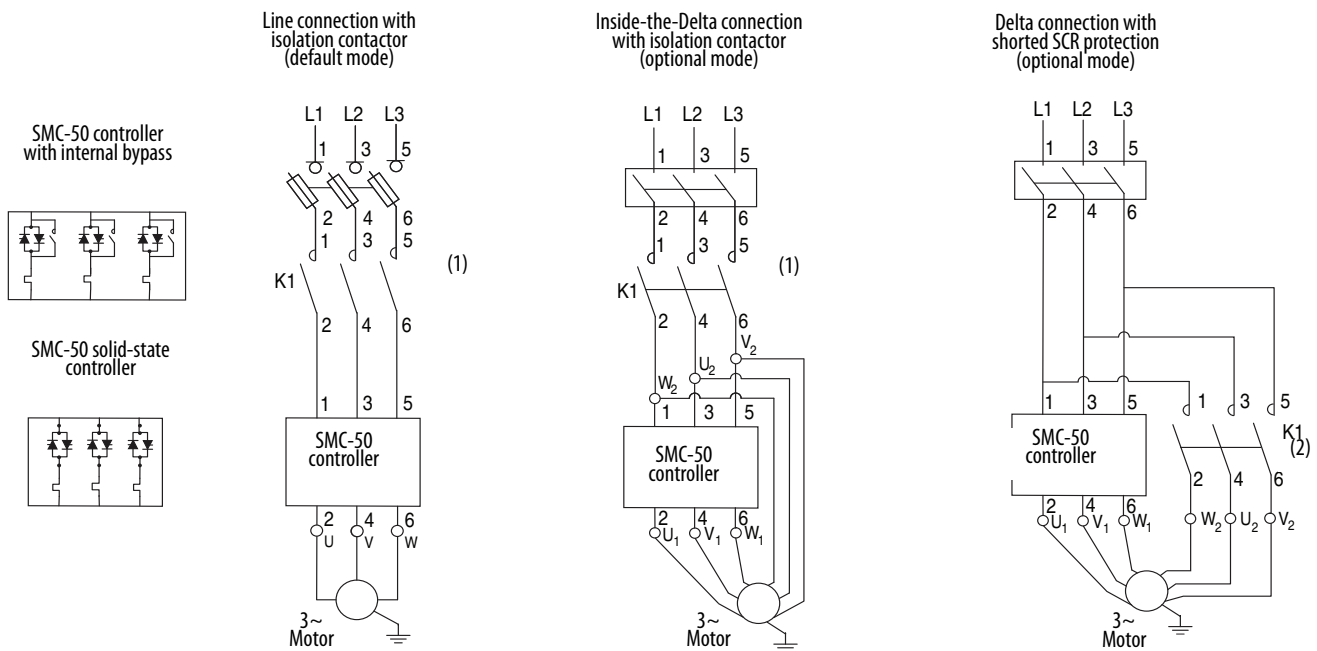 Line connection with
isolation contactor
(default mode)
Inside-the-Delta connection
with isolation contactor
(optional mode)
Delta connection with
shorted SCR protection
(optional mode)
SMC-50 controller
with internal bypass
SMC-50 solid-state
controller
L1 L2 L3
1 3 5
2 4 6
1 3 5
K1
(1)
2 4 6
1 3 5
SMC-50
controller
2 4 6
U V W
3~
Motor
L1 L2 L3
1 3 5
2 4 6
1 3 5
K1
(1)
2 4 6
V2
U2
W2
1 3 5
SMC-50
controller
2 4 6
U1 V1 W1
3~
Motor
L1 L2 L3
1 3 5
2 4 6
1 3 5
1 3 5
K1
(2)
SMC-50
controller
2 4 6
2 4 6
U1 V1 W1
W2 U2 V2
3~
Motor